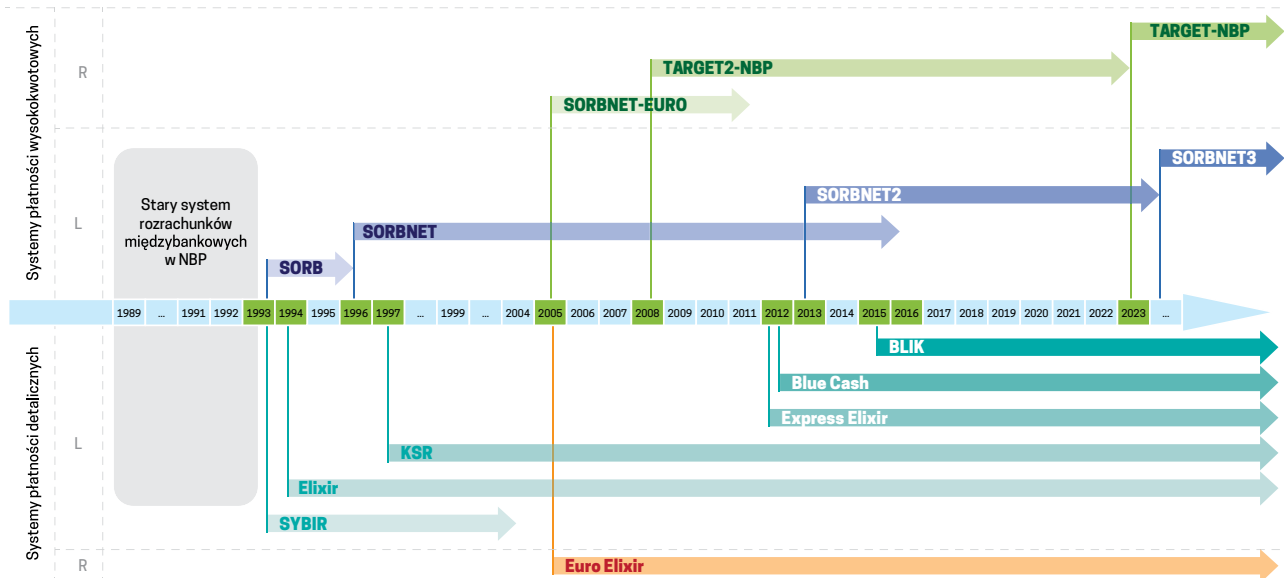 Systemy płatności wysokokwotowych
R
TARGET-NBP
TARGET2-NBP
SORBNET-EURO
L
Stary system
rozrachunków
międzybankowych
w NBP
SORBNET3
SORBNET2
SORBNET
SORB
1989 ... 1991 1992 1993 1994 1995 1996 1997 ... 1999 ... 2004 2005 2006 2007 2008 2009 2010 2011 2012 2013 2014 2015 2016 2017 2018 2019 2020 2021 2022 2023 ...
Systemy płatności detalicznych
L
BLIK
Blue Cash
Express Elixir
KSR
Elixir
SYBIR
R
Euro Elixir